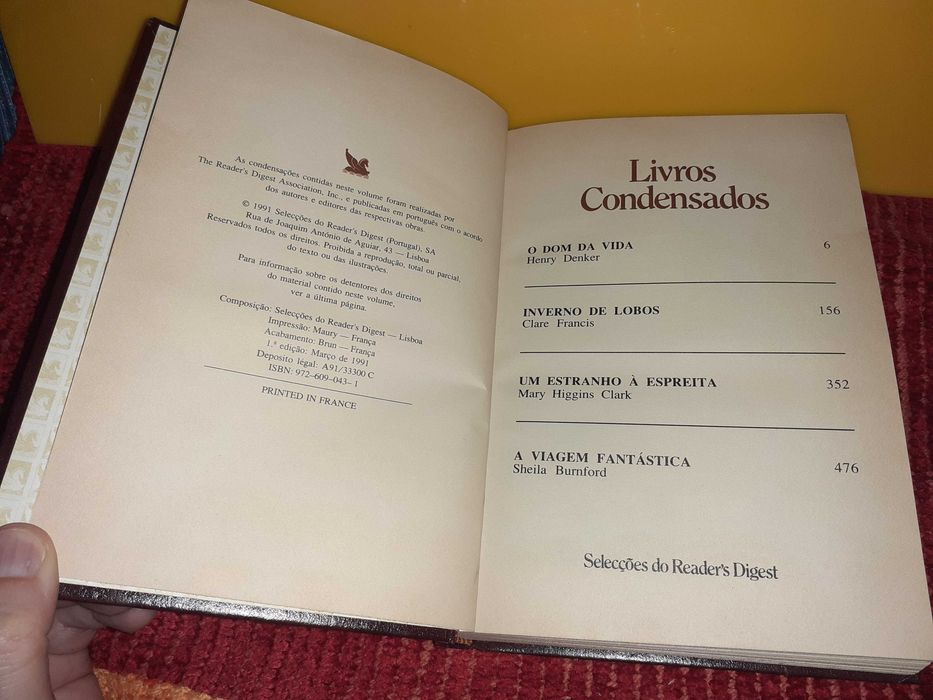 As condensações contidas neste volume foram realizadas por
The Reader's Digest Association, Inc., e publicadas em português com o acordo
dos autores e editores das respectivas obras.
© 1991 Selecções do Reader's Digest (Portugal), SA
Rua de Joaquim António de Aguiar, 43 — Lisboa
Reservados todos os direitos. Proibida a reprodução, total ou parcial,
do texto ou das ilustrações.
Para informação sobre os detentores dos direitos
do material contido neste volume,
ver a última página.
Composição: Selecções do Reader's Digest — Lisboa
Impressão: Maury — França
Acabamento: Brun — França
1.ª edição: Março de 1991
Deposito legal: A91/33300 C
ISBN: 972-609-043-1
PRINTED IN FRANCE
Livros
Condensados
O DOM DA VIDA 6
Henry Denker
INVERNO DE LOBOS 156
Clare Francis
UM ESTRANHO À ESPREITA 352
Mary Higgins Clark
A VIAGEM FANTÁSTICA 476
Sheila Burnford
Selecções do Reader's Digest